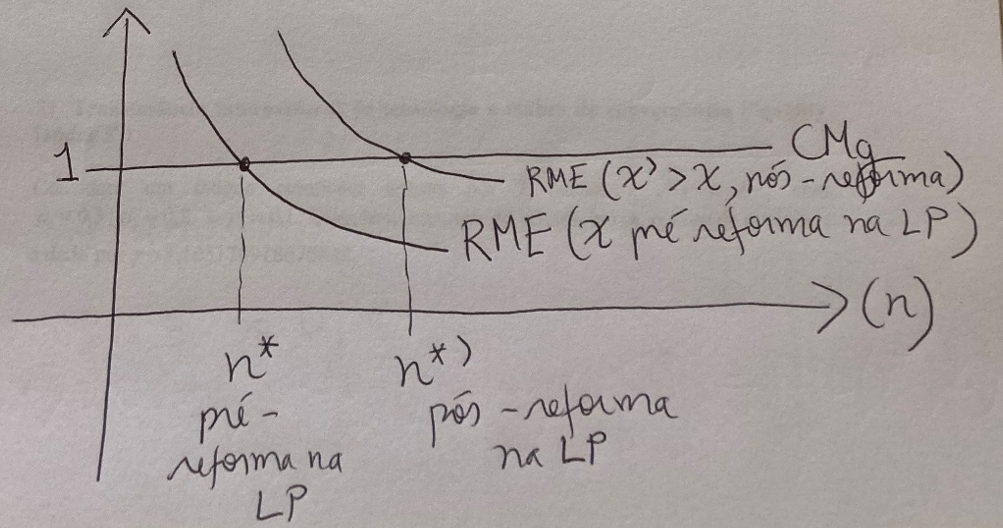 1
CMg
RME (χ' > χ, pós-reforma)
RME (χ pré reforma na LP)
(n)
n*
pré-
reforma na
LP
n*'
pós-reforma
na LP